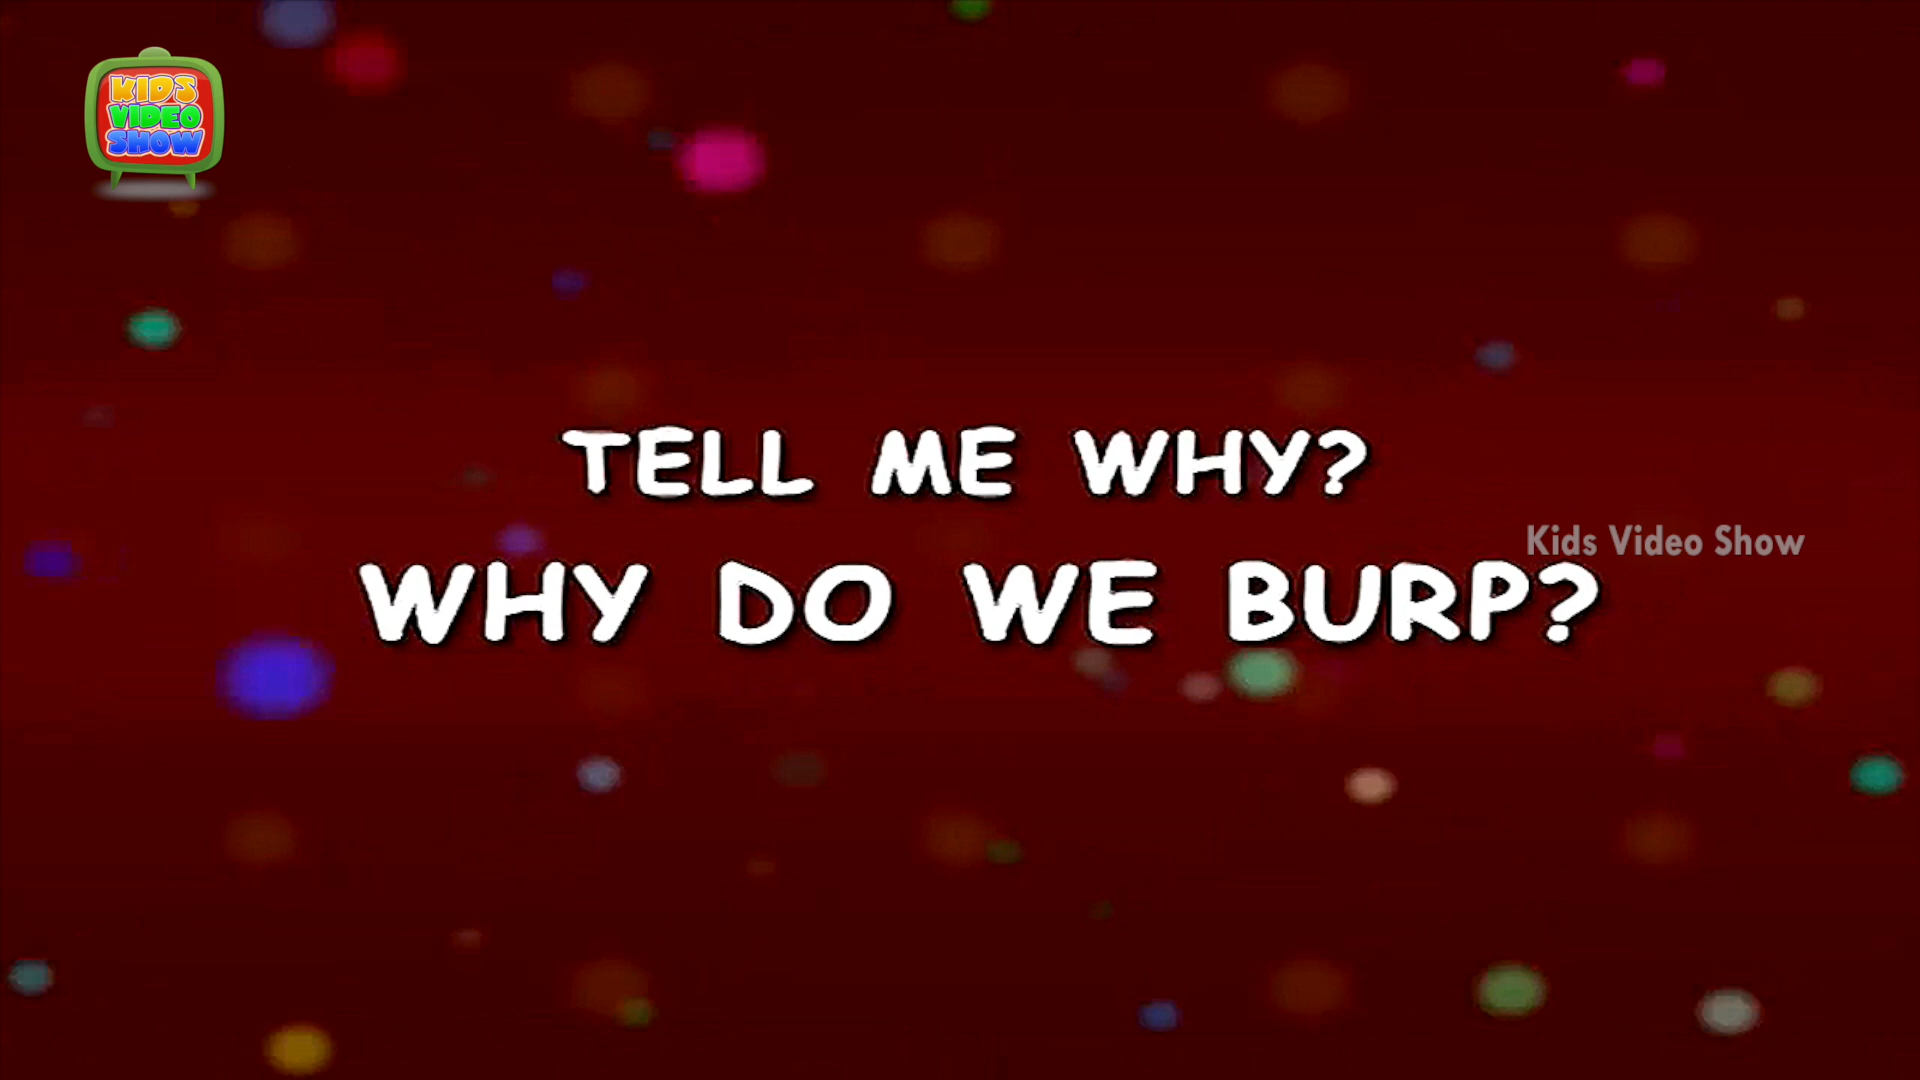 KIDS
VIDEO
SHOW
TELL ME WHY?
Kids Video Show
WHY DO WE BURP?